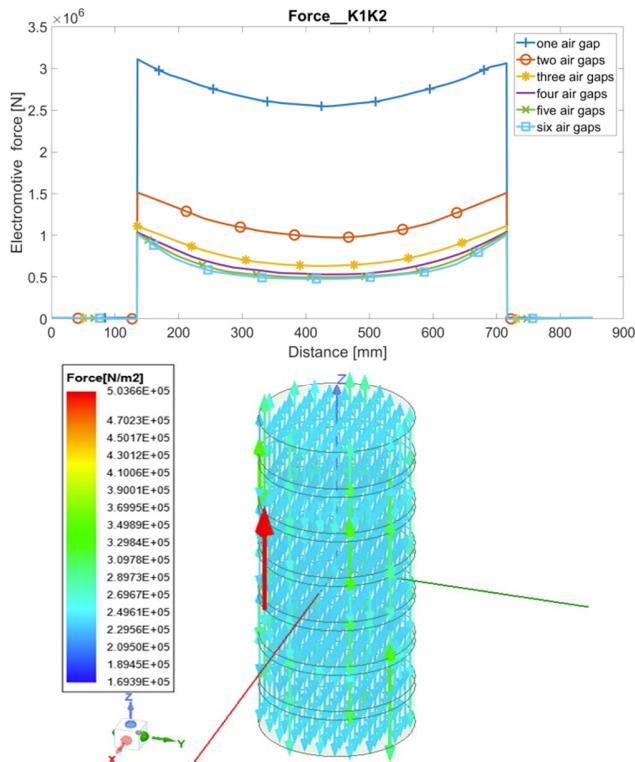 Force__K1K2
×10^6
Electromotive force [N]
3.5
3
2.5
2
1.5
1
0.5
0
0 100 200 300 400 500 600 700 800 900
Distance [mm]
one air gap
two air gaps
three air gaps
four air gaps
five air gaps
six air gaps
Force[N/m2]
5.0366E+05
4.7023E+05
4.5017E+05
4.3012E+05
4.1006E+05
3.9001E+05
3.6995E+05
3.4989E+05
3.2984E+05
3.0978E+05
2.8973E+05
2.6967E+05
2.4961E+05
2.2956E+05
2.0950E+05
1.8945E+05
1.6939E+05
Z
Z
Y
X